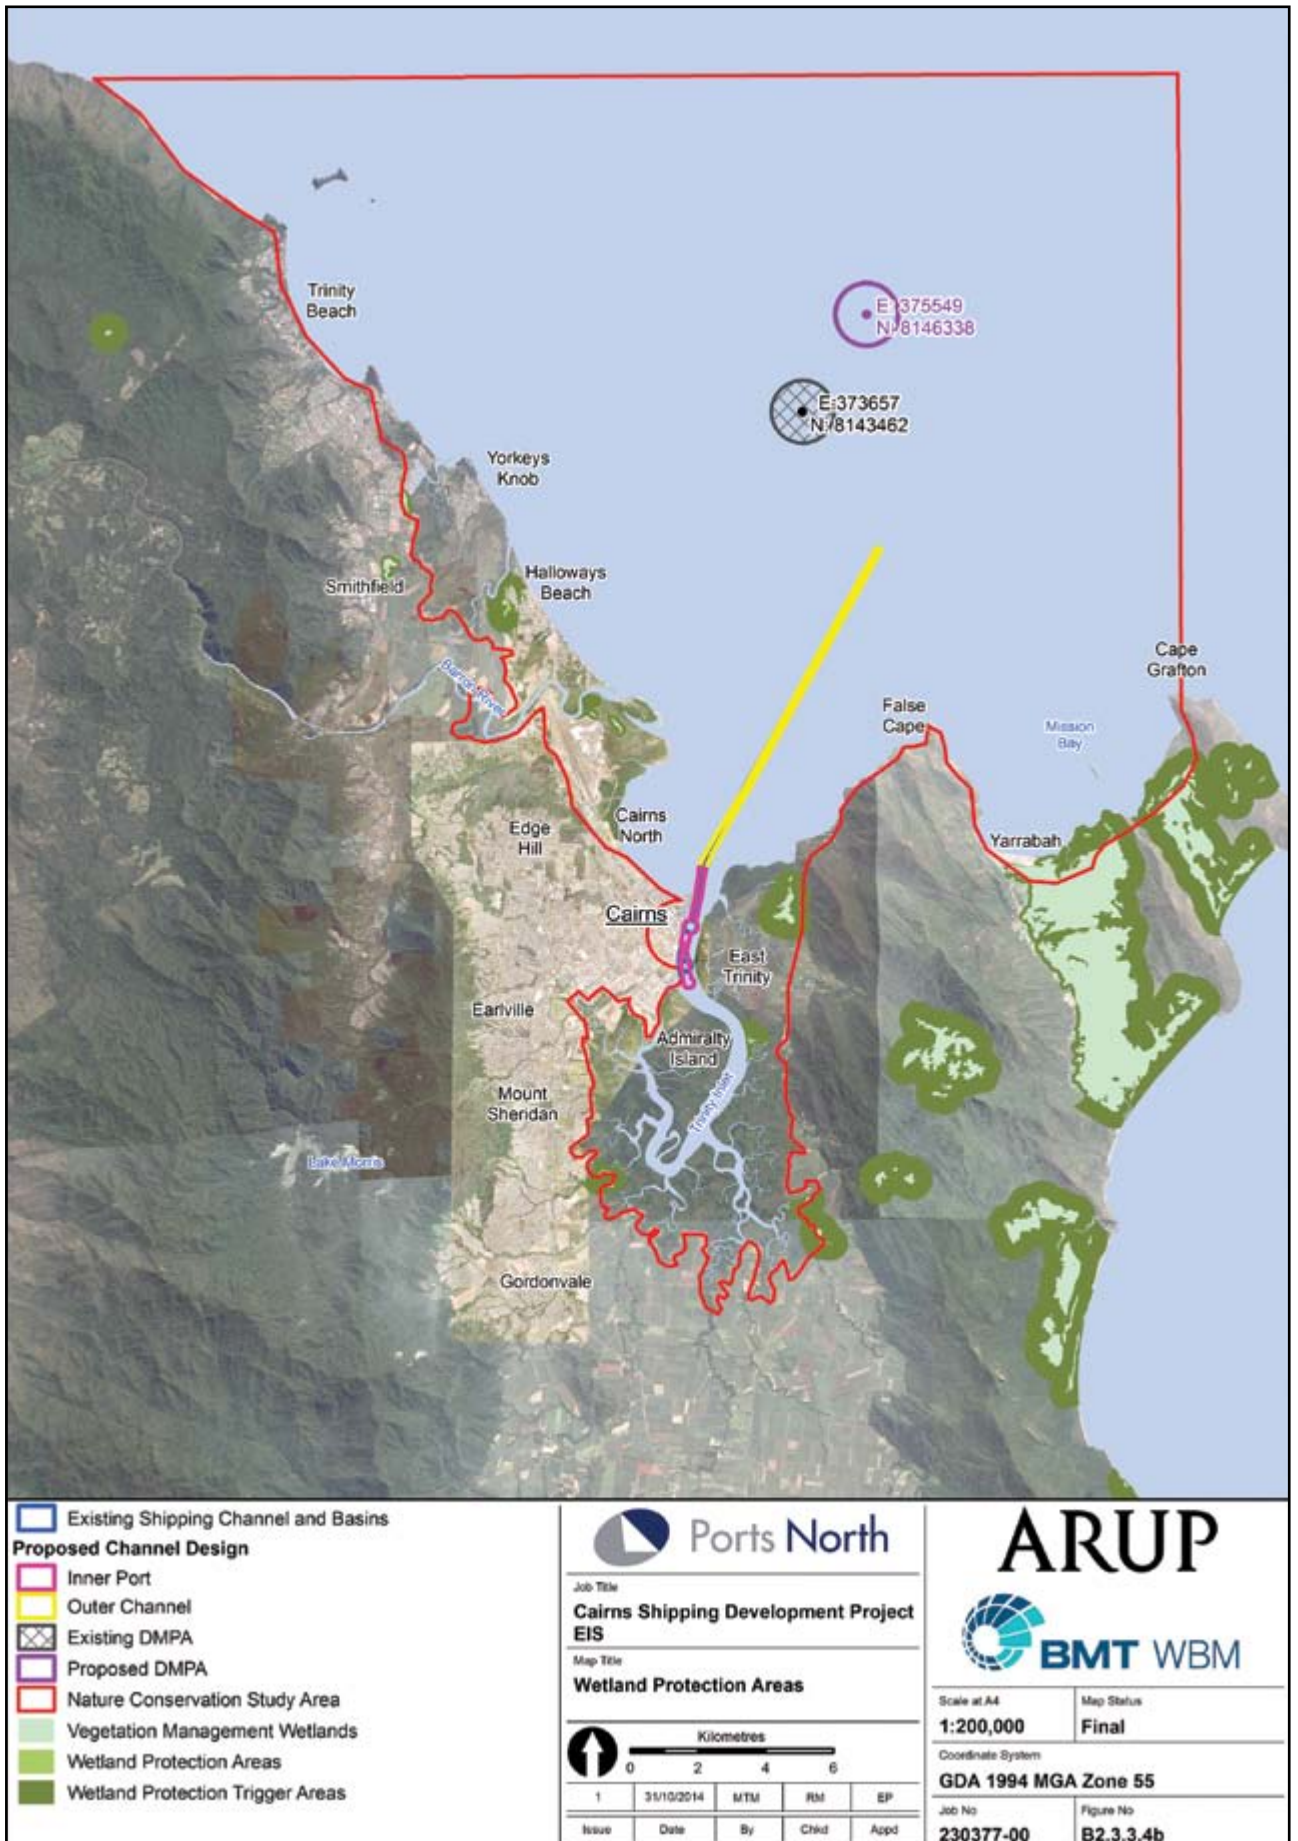 Trinity
Beach
E: 375549
N: 8146338
E: 373657
N: 8143462
Yorkeys
Knob
Halloways
Beach
Smithfield
Barron River
Cape
Grafton
False
Cape
Mission
Bay
Yarrabah
Cairns
North
Edge
Hill
Cairns
East
Trinity
Earlville
Admiralty
Island
Trinity Inlet
Mount
Sheridan
Lake Morris
Gordonvale
Existing Shipping Channel and Basins
Proposed Channel Design
Inner Port
Outer Channel
Existing DMPA
Proposed DMPA
Nature Conservation Study Area
Vegetation Management Wetlands
Wetland Protection Areas
Wetland Protection Trigger Areas
Ports North
Job Title
Cairns Shipping Development Project
EIS
Map Title
Wetland Protection Areas
Kilometres
0 2 4 6
1 31/10/2014 MTM RM EP
Issue Date By Chkd Appd
ARUP
BMT WBM
Scale at A4 Map Status
1:200,000 Final
Coordinate System
GDA 1994 MGA Zone 55
Job No Figure No
230377-00 B2.3.3.4b